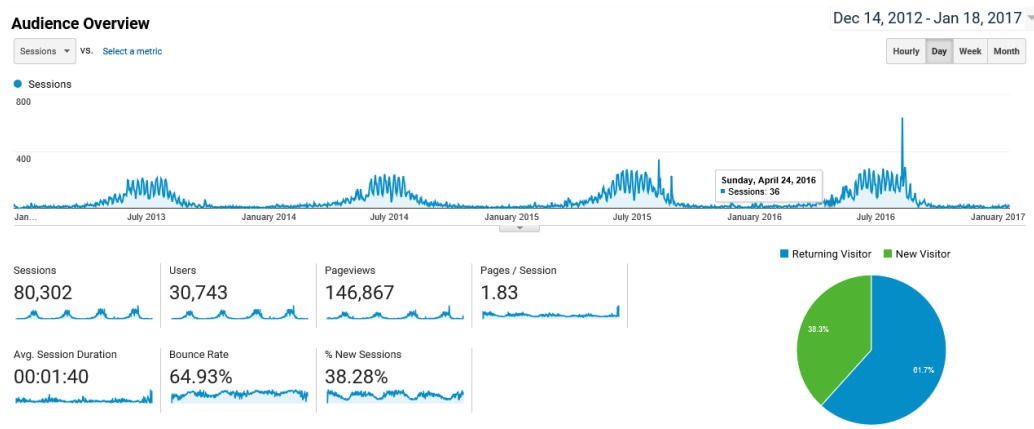 Audience Overview
Dec 14, 2012 - Jan 18, 2017
Sessions vs. Select a metric
Hourly Day Week Month
Sessions
800
400
Sunday, April 24, 2016
Sessions: 36
Jan... July 2013 January 2014 July 2014 January 2015 July 2015 January 2016 July 2016 January 2017
Returning Visitor New Visitor
Sessions Users Pageviews Pages / Session
80,302 30,743 146,867 1.83
38.3%
61.7%
Avg. Session Duration Bounce Rate % New Sessions
00:01:40 64.93% 38.28%